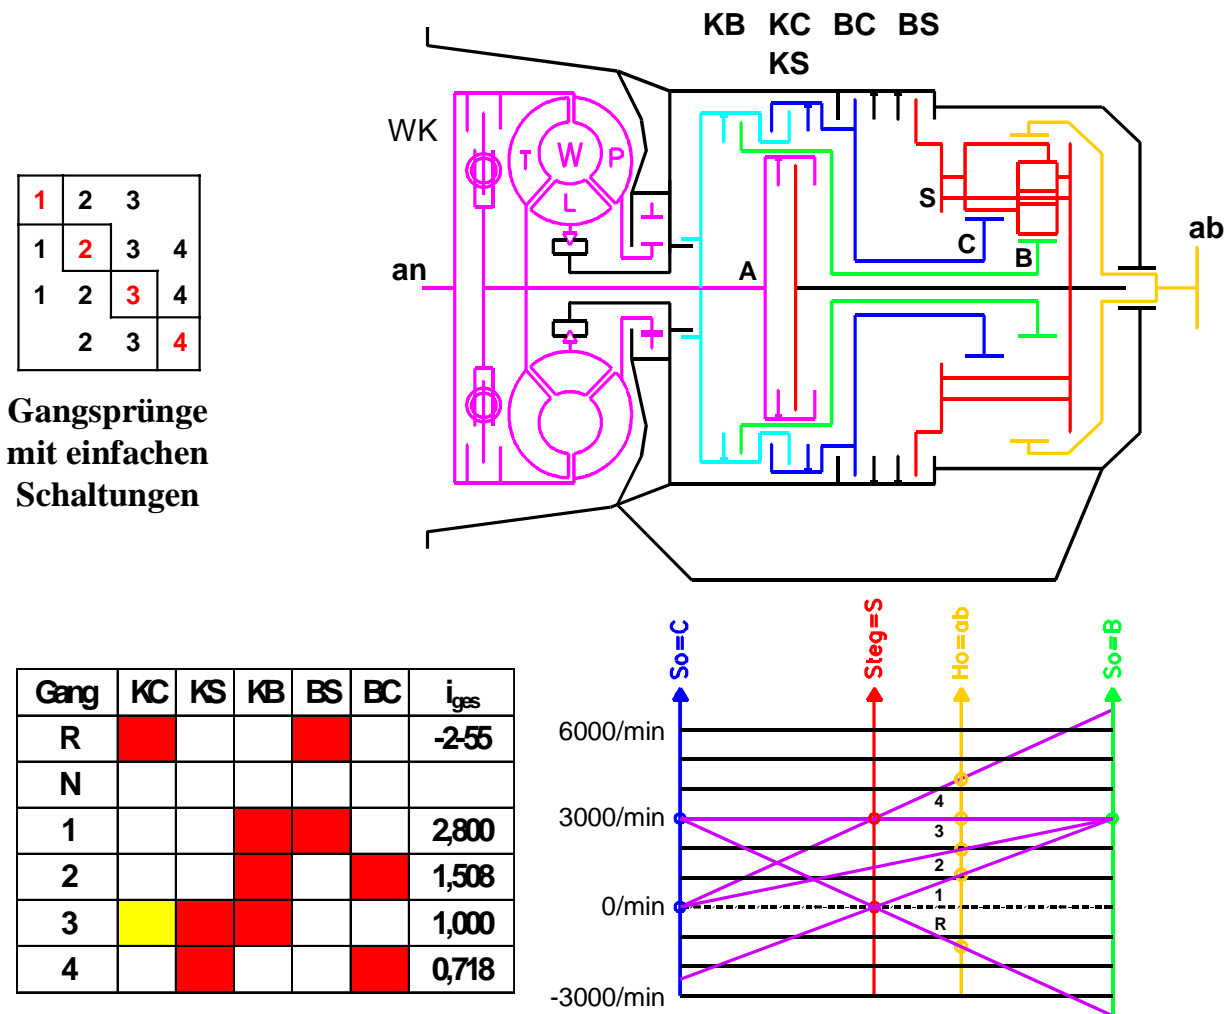 KB KC BC BS
KS
WK
T W P
L
S
C
B
A
an
ab
1 2 3
1 2 3 4
1 2 3 4
2 3 4
Gangsprünge
mit einfachen
Schaltungen
Gang KC KS KB BS BC iges
R -2-55
N
1 2,800
2 1,508
3 1,000
4 0,718
So=C
Steg=S
Ho=ab
So=B
6000/min
3000/min
0/min
-3000/min
4
3
2
1
R